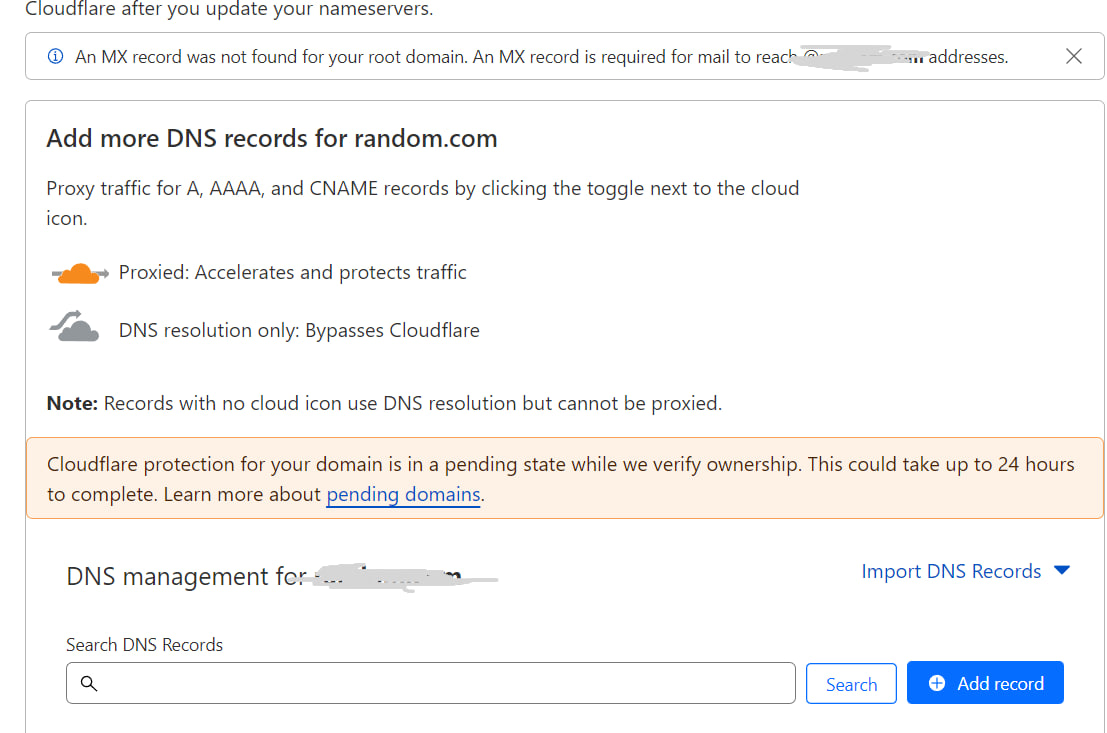 Cloudflare after you update your nameservers.
An MX record was not found for your root domain. An MX record is required for mail to reach addresses.
Add more DNS records for random.com
Proxy traffic for A, AAAA, and CNAME records by clicking the toggle next to the cloud
icon.
Proxied: Accelerates and protects traffic
DNS resolution only: Bypasses Cloudflare
Note: Records with no cloud icon use DNS resolution but cannot be proxied.
Cloudflare protection for your domain is in a pending state while we verify ownership. This could take up to 24 hours
to complete. Learn more about pending domains.
DNS management for
Import DNS Records
Search DNS Records
Search
Add record